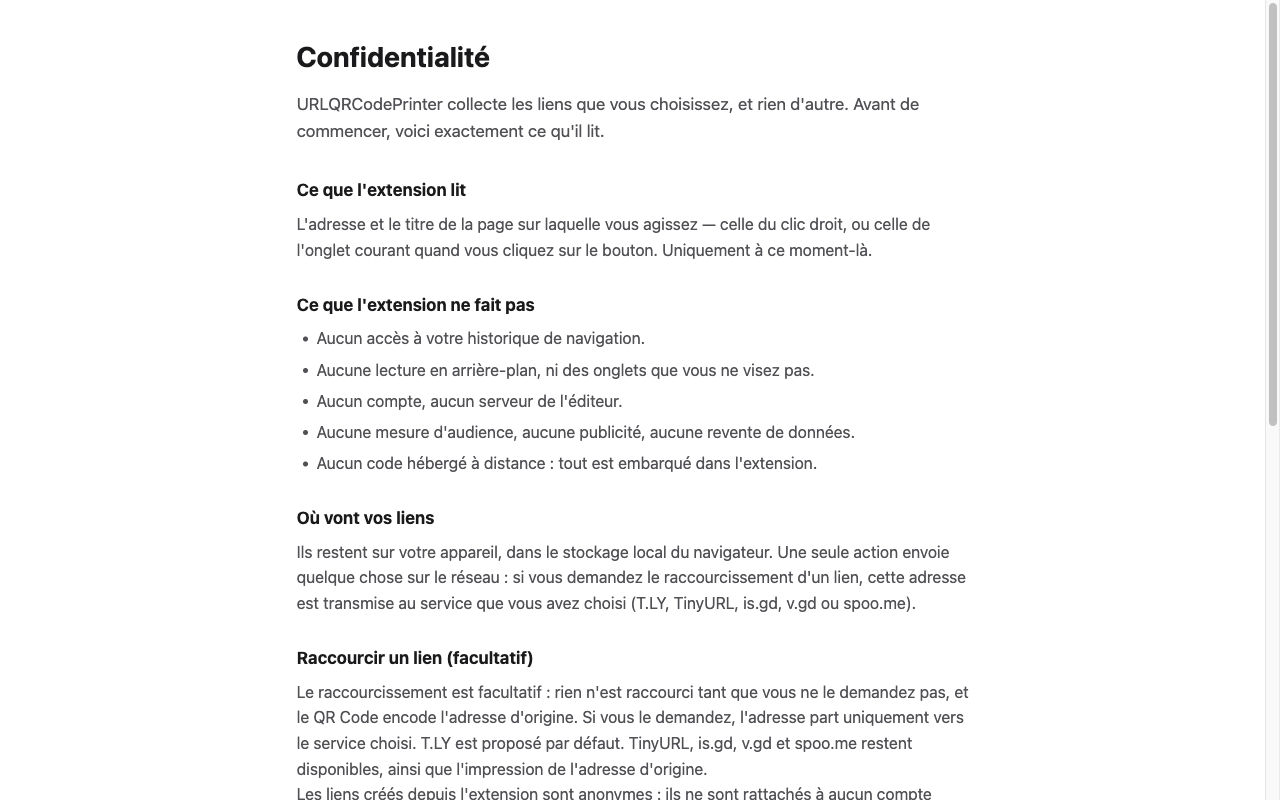 Confidentialité
URLQRCodePrinter collecte les liens que vous choisissez, et rien d'autre. Avant de
commencer, voici exactement ce qu'il lit.
Ce que l'extension lit
L'adresse et le titre de la page sur laquelle vous agissez — celle du clic droit, ou celle de
l'onglet courant quand vous cliquez sur le bouton. Uniquement à ce moment-là.
Ce que l'extension ne fait pas
• Aucun accès à votre historique de navigation.
• Aucune lecture en arrière-plan, ni des onglets que vous ne visez pas.
• Aucun compte, aucun serveur de l'éditeur.
• Aucune mesure d'audience, aucune publicité, aucune revente de données.
• Aucun code hébergé à distance : tout est embarqué dans l'extension.
Où vont vos liens
Ils restent sur votre appareil, dans le stockage local du navigateur. Une seule action envoie
quelque chose sur le réseau : si vous demandez le raccourcissement d'un lien, cette adresse
est transmise au service que vous avez choisi (T.LY, TinyURL, is.gd, v.gd ou spoo.me).
Raccourcir un lien (facultatif)
Le raccourcissement est facultatif : rien n'est raccourci tant que vous ne le demandez pas, et
le QR Code encode l'adresse d'origine. Si vous le demandez, l'adresse part uniquement vers
le service choisi. T.LY est proposé par défaut. TinyURL, is.gd, v.gd et spoo.me restent
disponibles, ainsi que l'impression de l'adresse d'origine.
Les liens créés depuis l'extension sont anonymes : ils ne sont rattachés à aucun compte